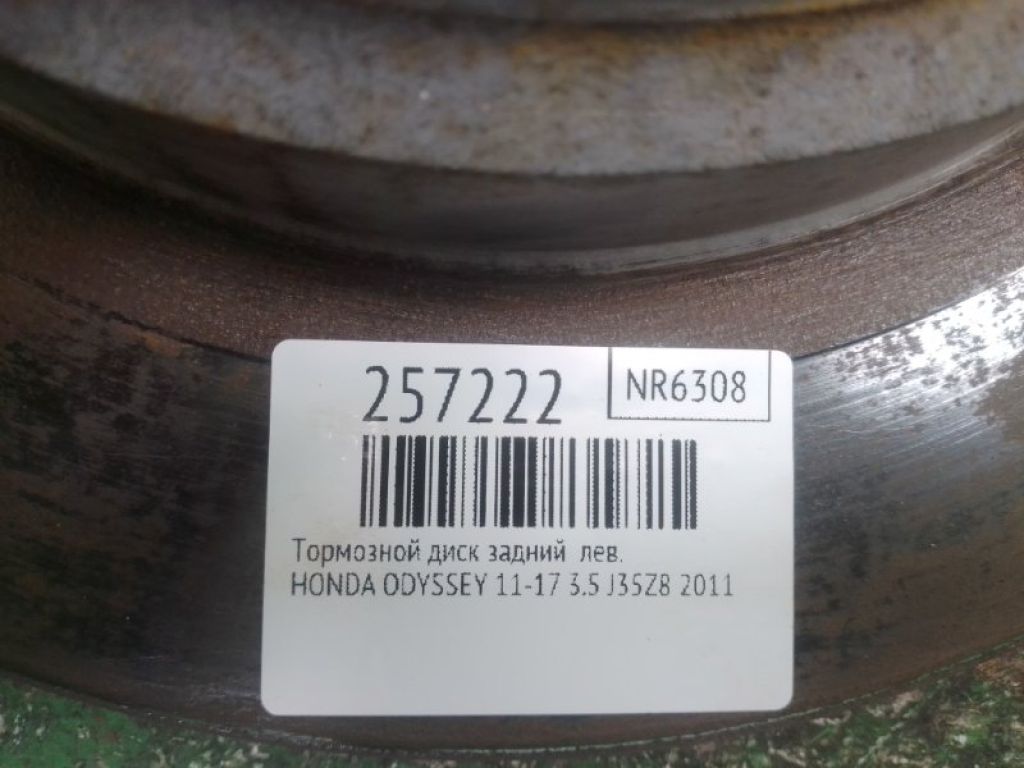 257222
NR6308
Тормозной диск задний лев.
HONDA ODYSSEY 11-17 3.5 J35Z8 2011